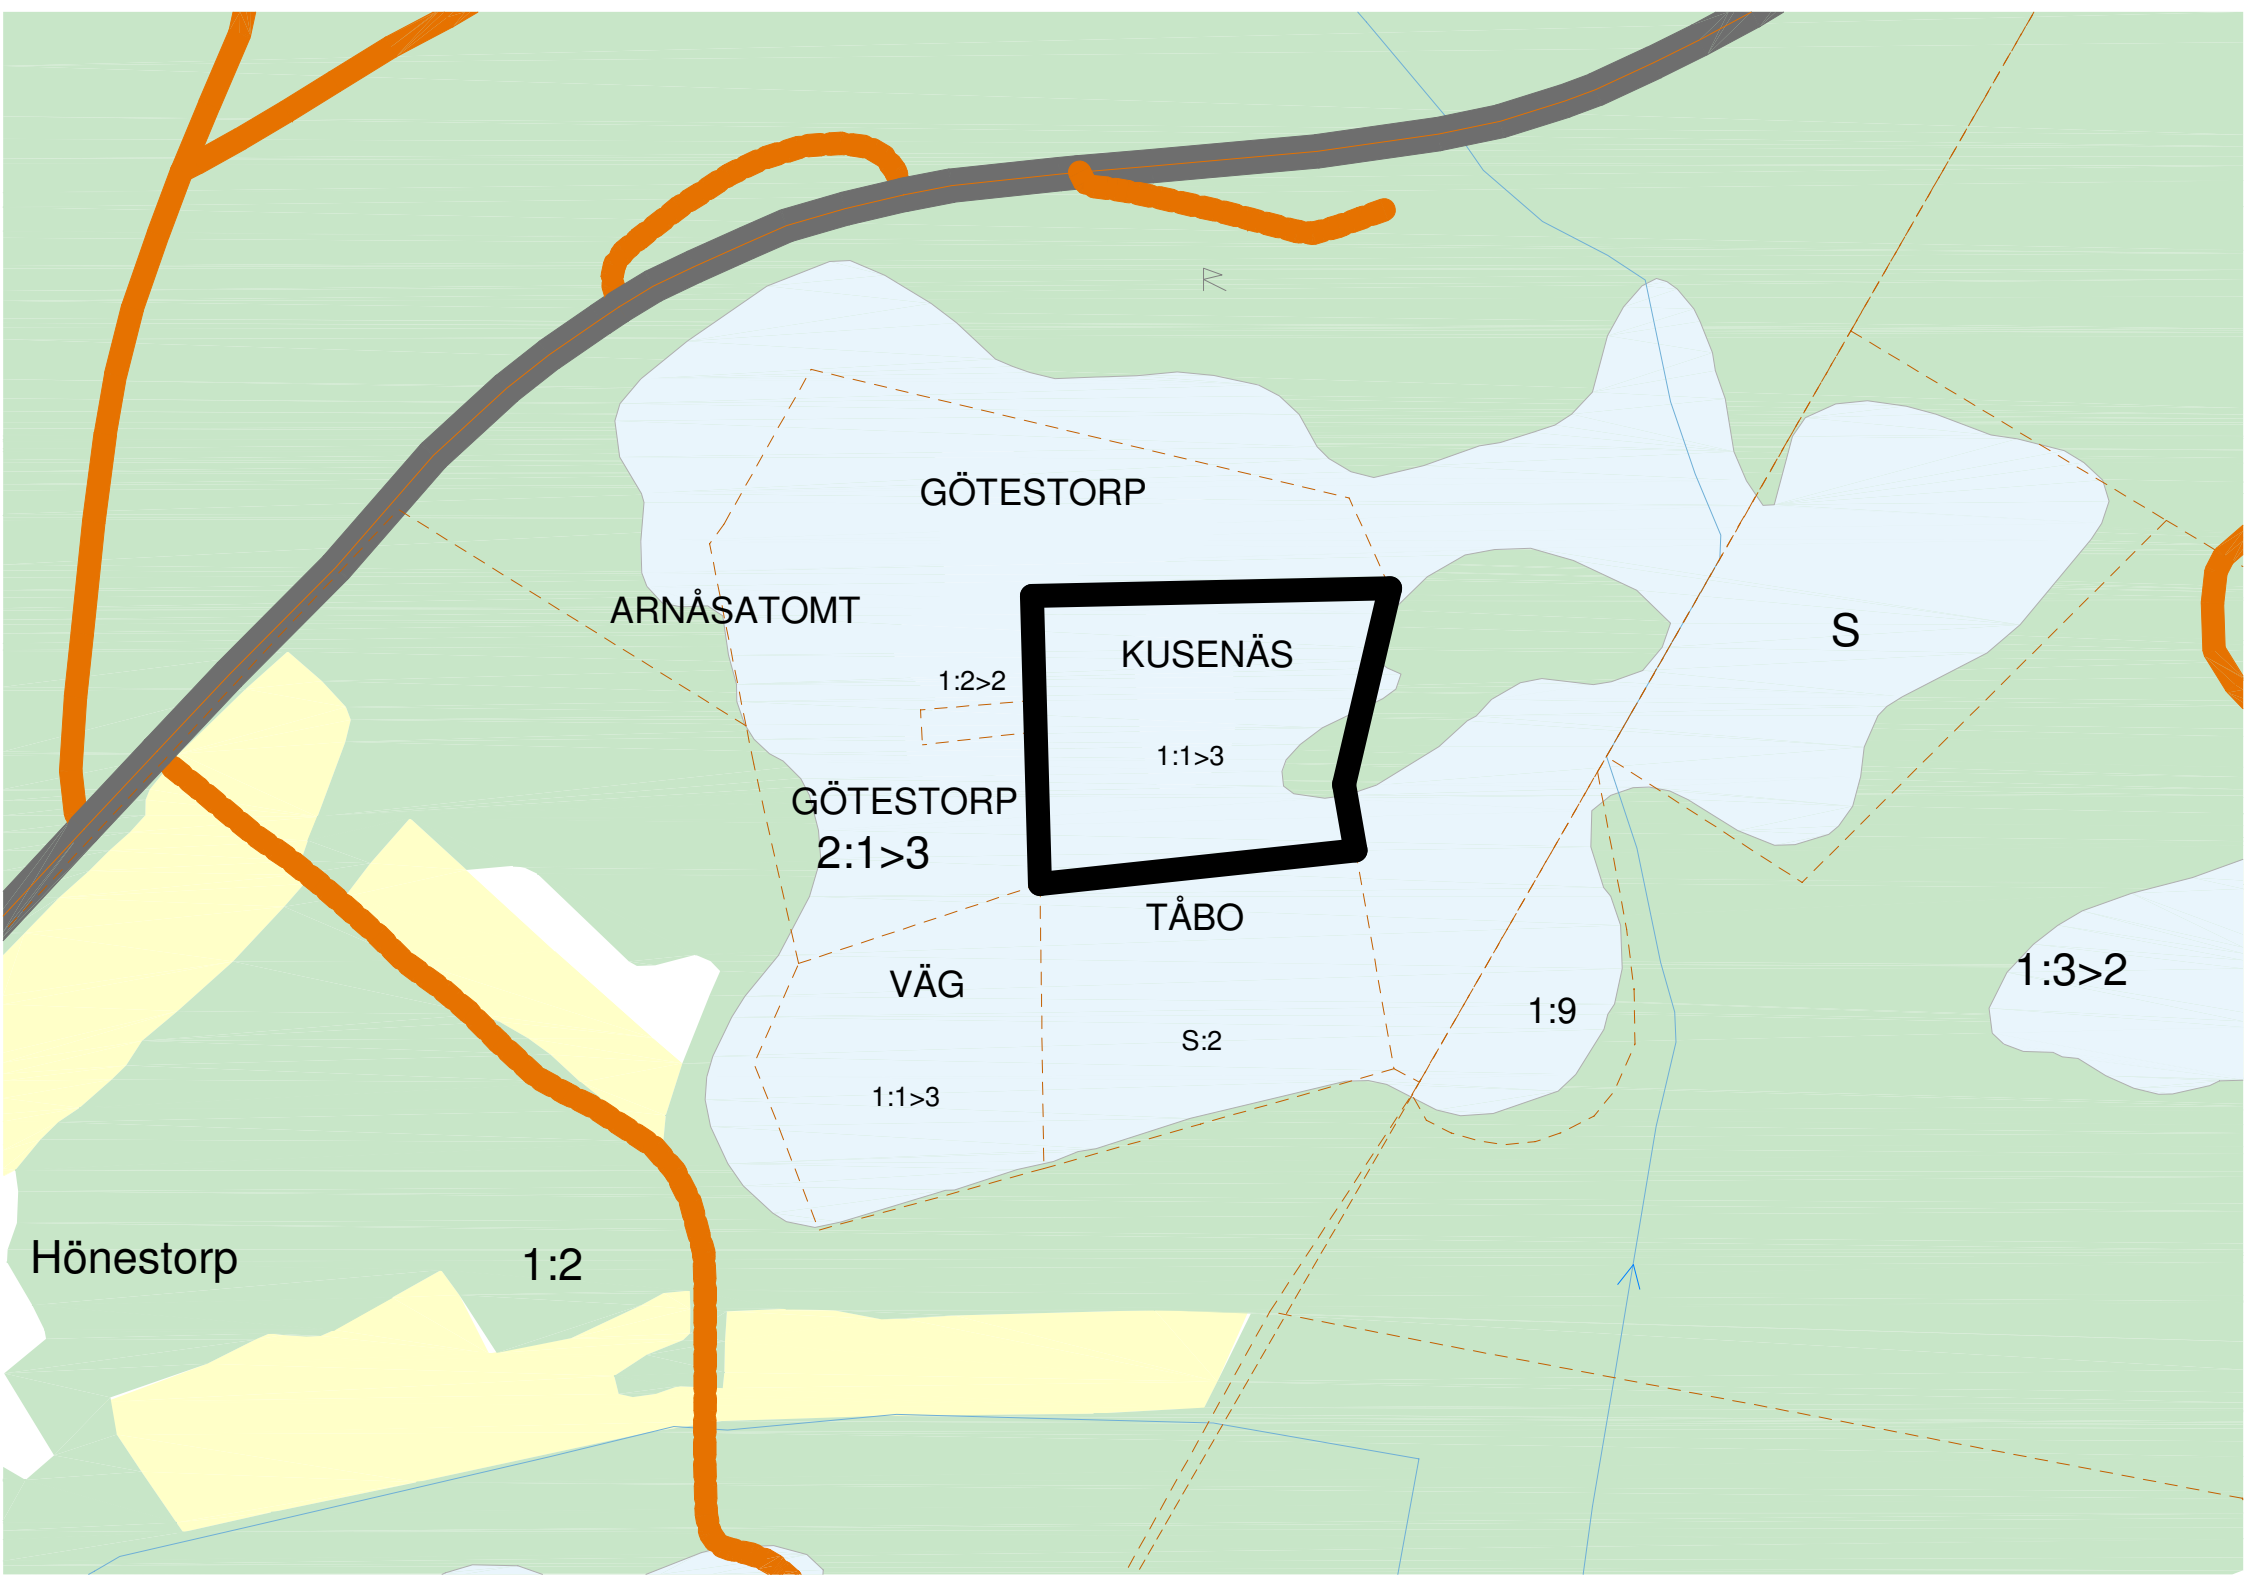 R
GÖTESTORP
ARNÅSATOMT
S
KUSENÄS
1:2>2
1:1>3
GÖTESTORP
2:1>3
TÅBO
1:3>2
VÄG
1:9
S:2
1:1>3
Hönestorp
1:2